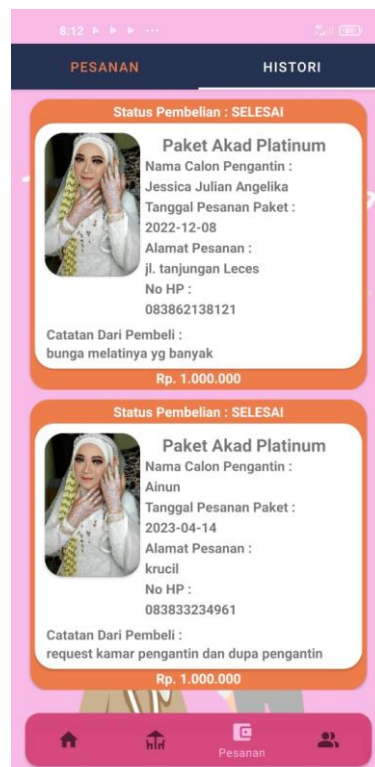 8:12
PESANAN
HISTORI
Status Pembelian : SELESAI
Paket Akad Platinum
Nama Calon Pengantin :
Jessica Julian Angelika
Tanggal Pesanan Paket :
2022-12-08
Alamat Pesanan :
jl. tanjungan Leces
No HP :
083862138121
Catatan Dari Pembeli :
bunga melatinya yg banyak
Rp. 1.000.000
Status Pembelian : SELESAI
Paket Akad Platinum
Nama Calon Pengantin :
Ainun
Tanggal Pesanan Paket :
2023-04-14
Alamat Pesanan :
krucil
No HP :
083833234961
Catatan Dari Pembeli :
request kamar pengantin dan dupa pengantin
Rp. 1.000.000
Pesanan